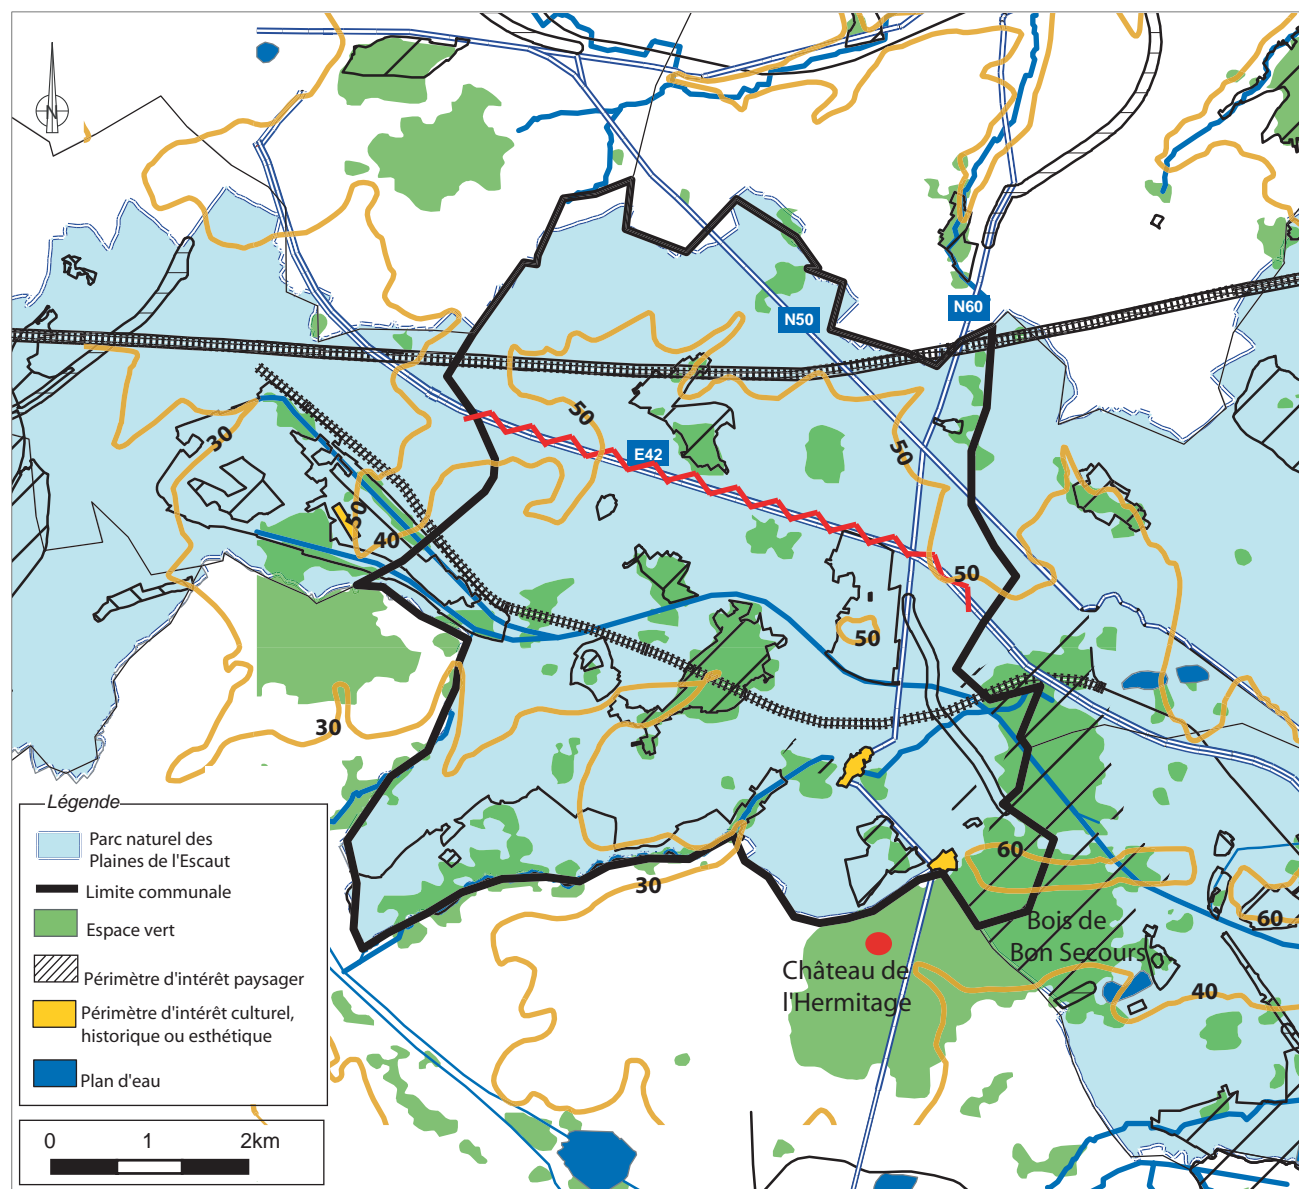 N
N60
N50
50
E42
30
50
50
40
50
50
30
60
30
60
40
Bois de
Bon Secours
Château de
l'Hermitage
Légende
Parc naturel des
Plaines de l'Escaut
Limite communale
Espace vert
Périmètre d'intérêt paysager
Périmètre d'intérêt culturel,
historique ou esthétique
Plan d'eau
0 1 2km